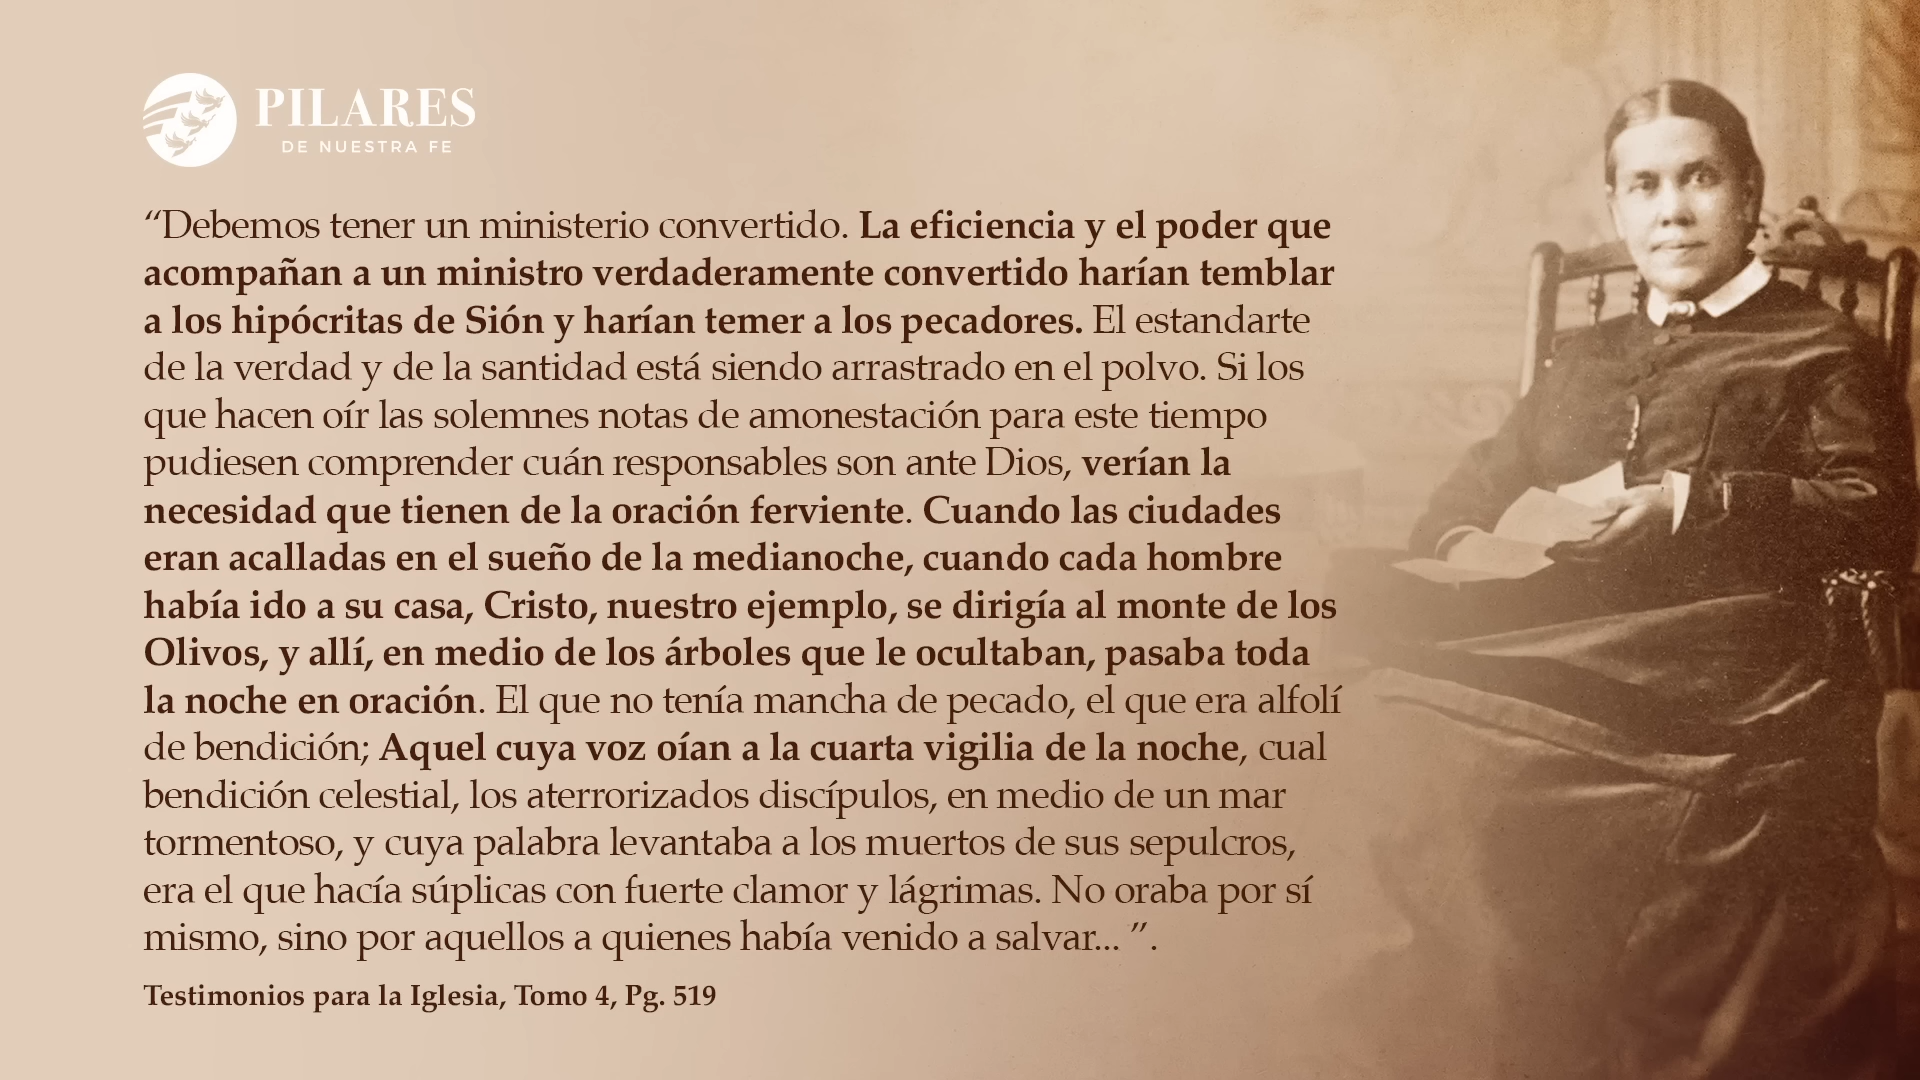 PILARES
DE NUESTRA FE
“Debemos tener un ministerio convertido. La eficiencia y el poder que
acompañan a un ministro verdaderamente convertido harían temblar
a los hipócritas de Sión y harían temer a los pecadores. El estandarte
de la verdad y de la santidad está siendo arrastrado en el polvo. Si los
que hacen oír las solemnes notas de amonestación para este tiempo
pudiesen comprender cuán responsables son ante Dios, verían la
necesidad que tienen de la oración ferviente. Cuando las ciudades
eran acalladas en el sueño de la medianoche, cuando cada hombre
había ido a su casa, Cristo, nuestro ejemplo, se dirigía al monte de los
Olivos, y allí, en medio de los árboles que le ocultaban, pasaba toda
la noche en oración. El que no tenía mancha de pecado, el que era alfolí
de bendición; Aquel cuya voz oían a la cuarta vigilia de la noche, cual
bendición celestial, los aterrorizados discípulos, en medio de un mar
tormentoso, y cuya palabra levantaba a los muertos de sus sepulcros,
era el que hacía súplicas con fuerte clamor y lágrimas. No oraba por sí
mismo, sino por aquellos a quienes había venido a salvar... ”.
Testimonios para la Iglesia, Tomo 4, Pg. 519